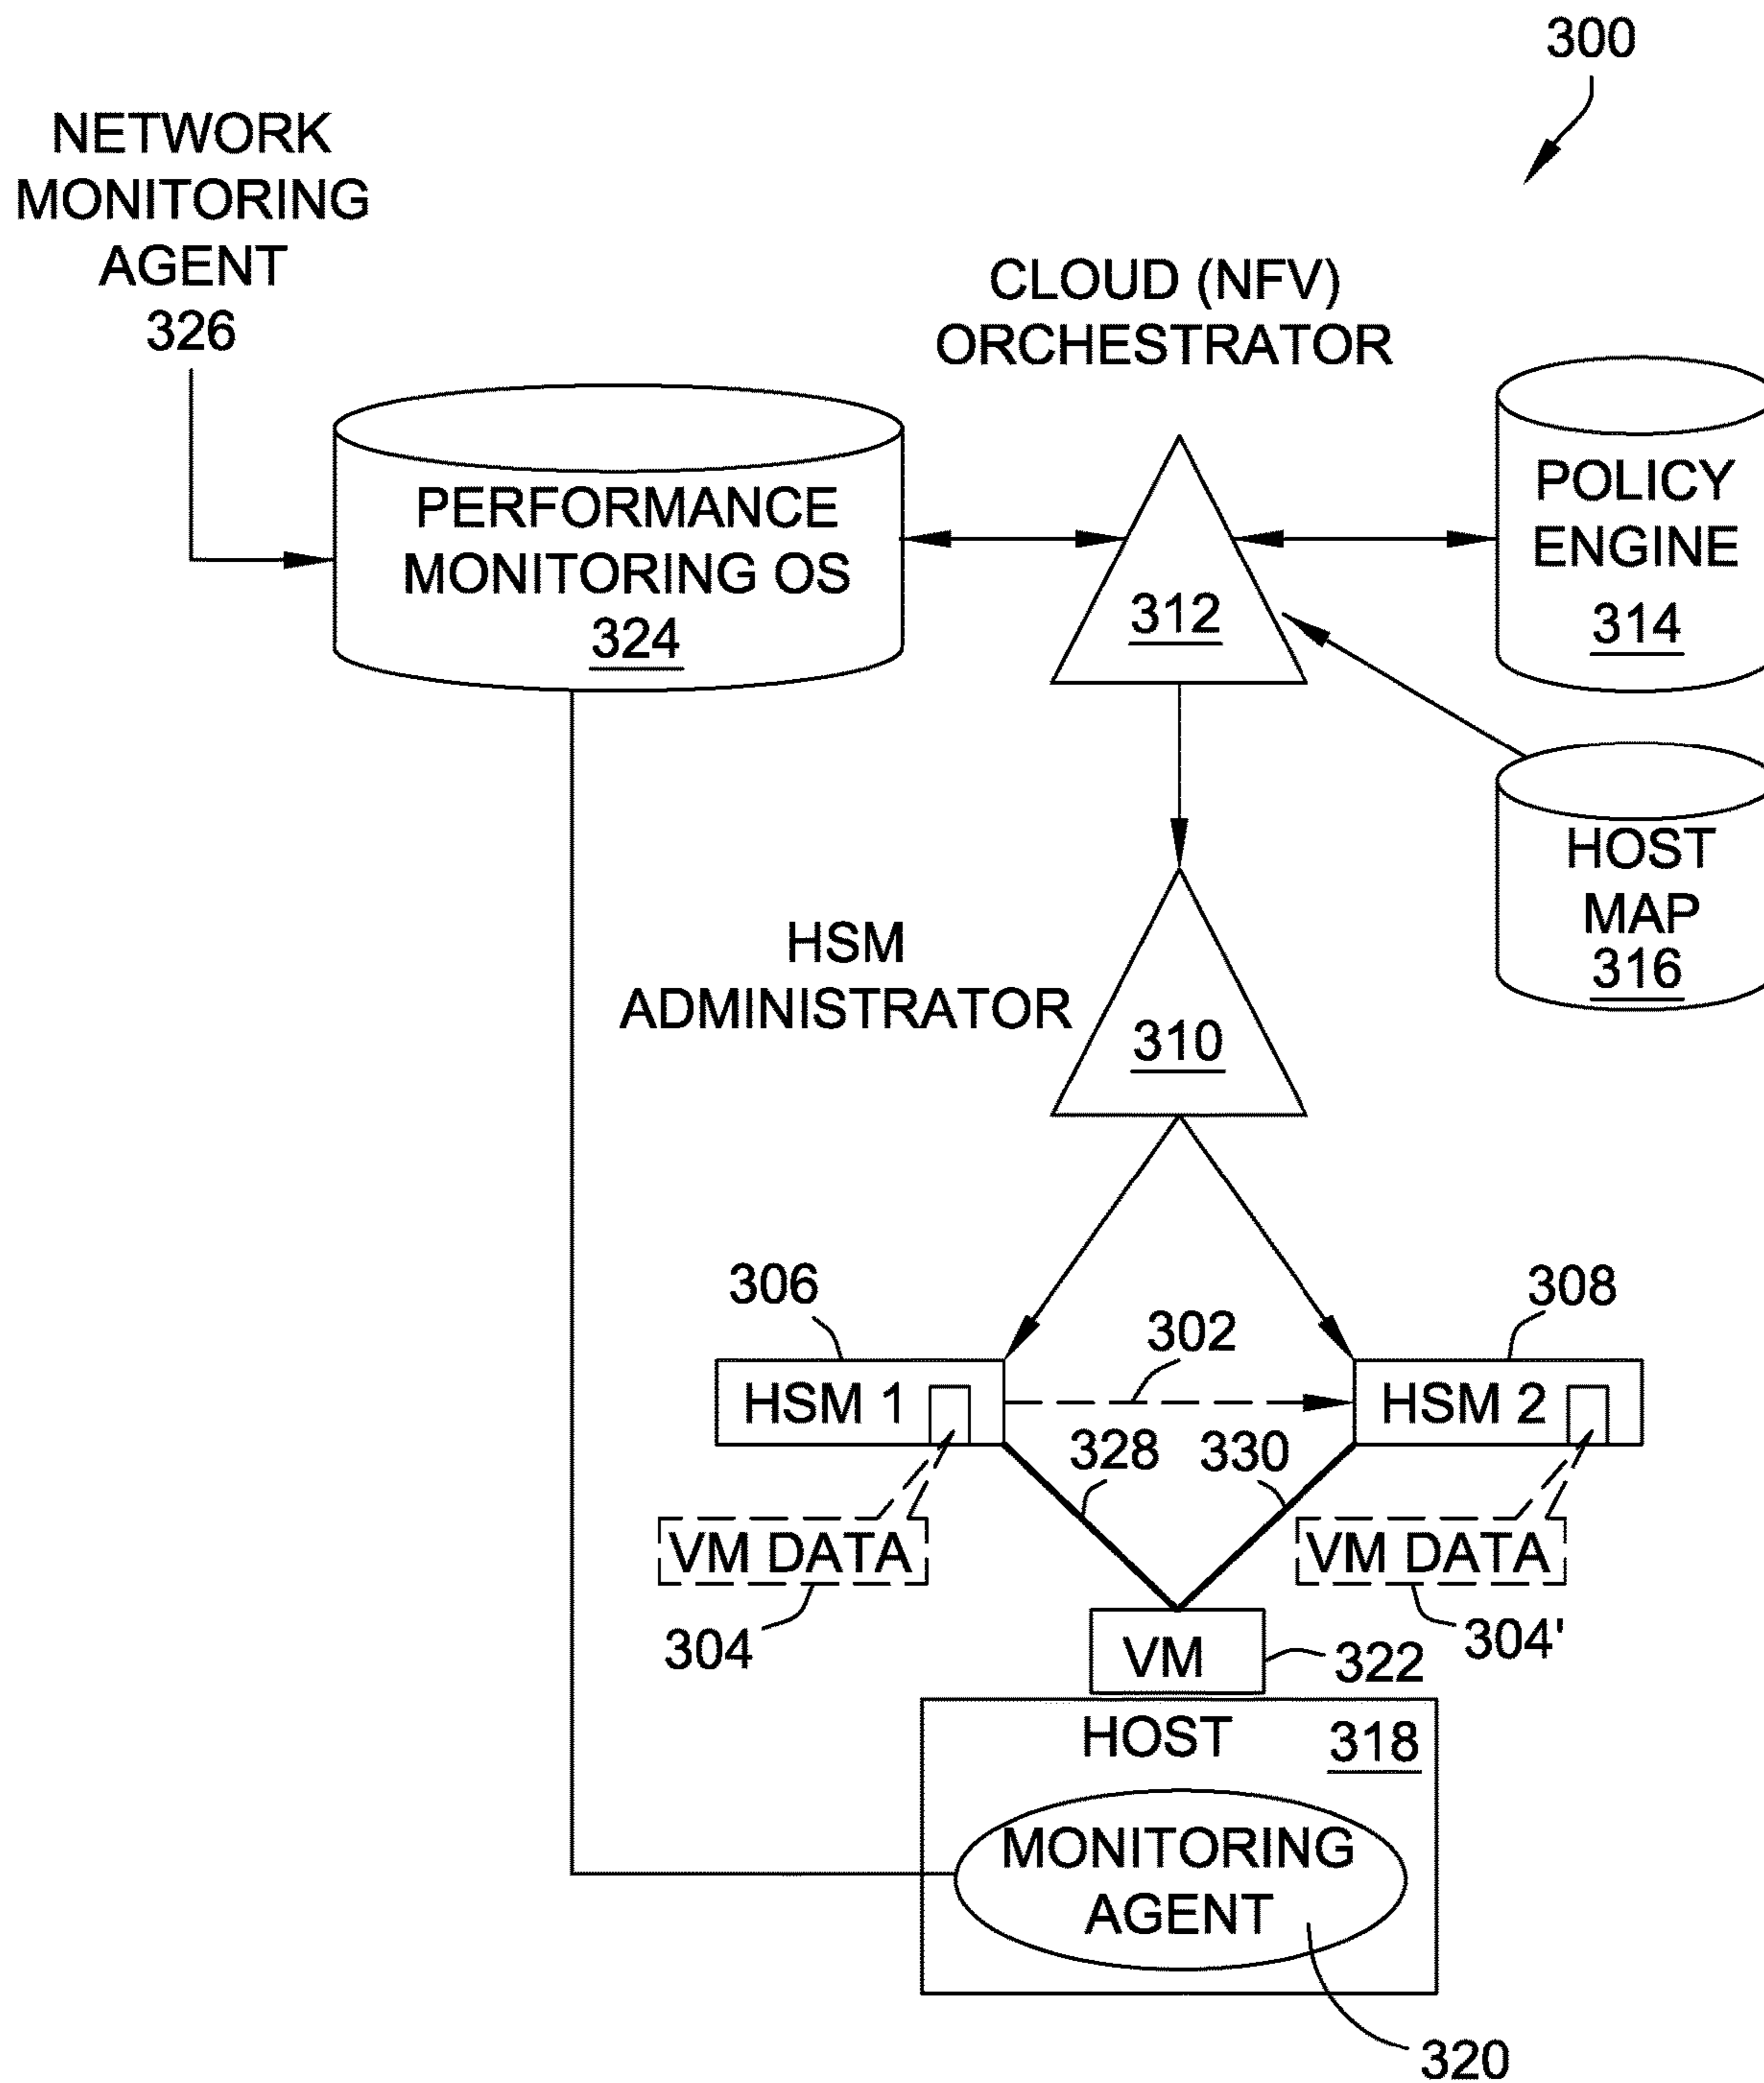 300
NETWORK
MONITORING
AGENT
326
CLOUD (NFV)
ORCHESTRATOR
PERFORMANCE
MONITORING OS
324
312
POLICY
ENGINE
314
HOST
MAP
316
HSM
ADMINISTRATOR
310
306
308
302
HSM 1
HSM 2
328
330
VM DATA
VM DATA
304
304'
VM
322
HOST
318
MONITORING
AGENT
320